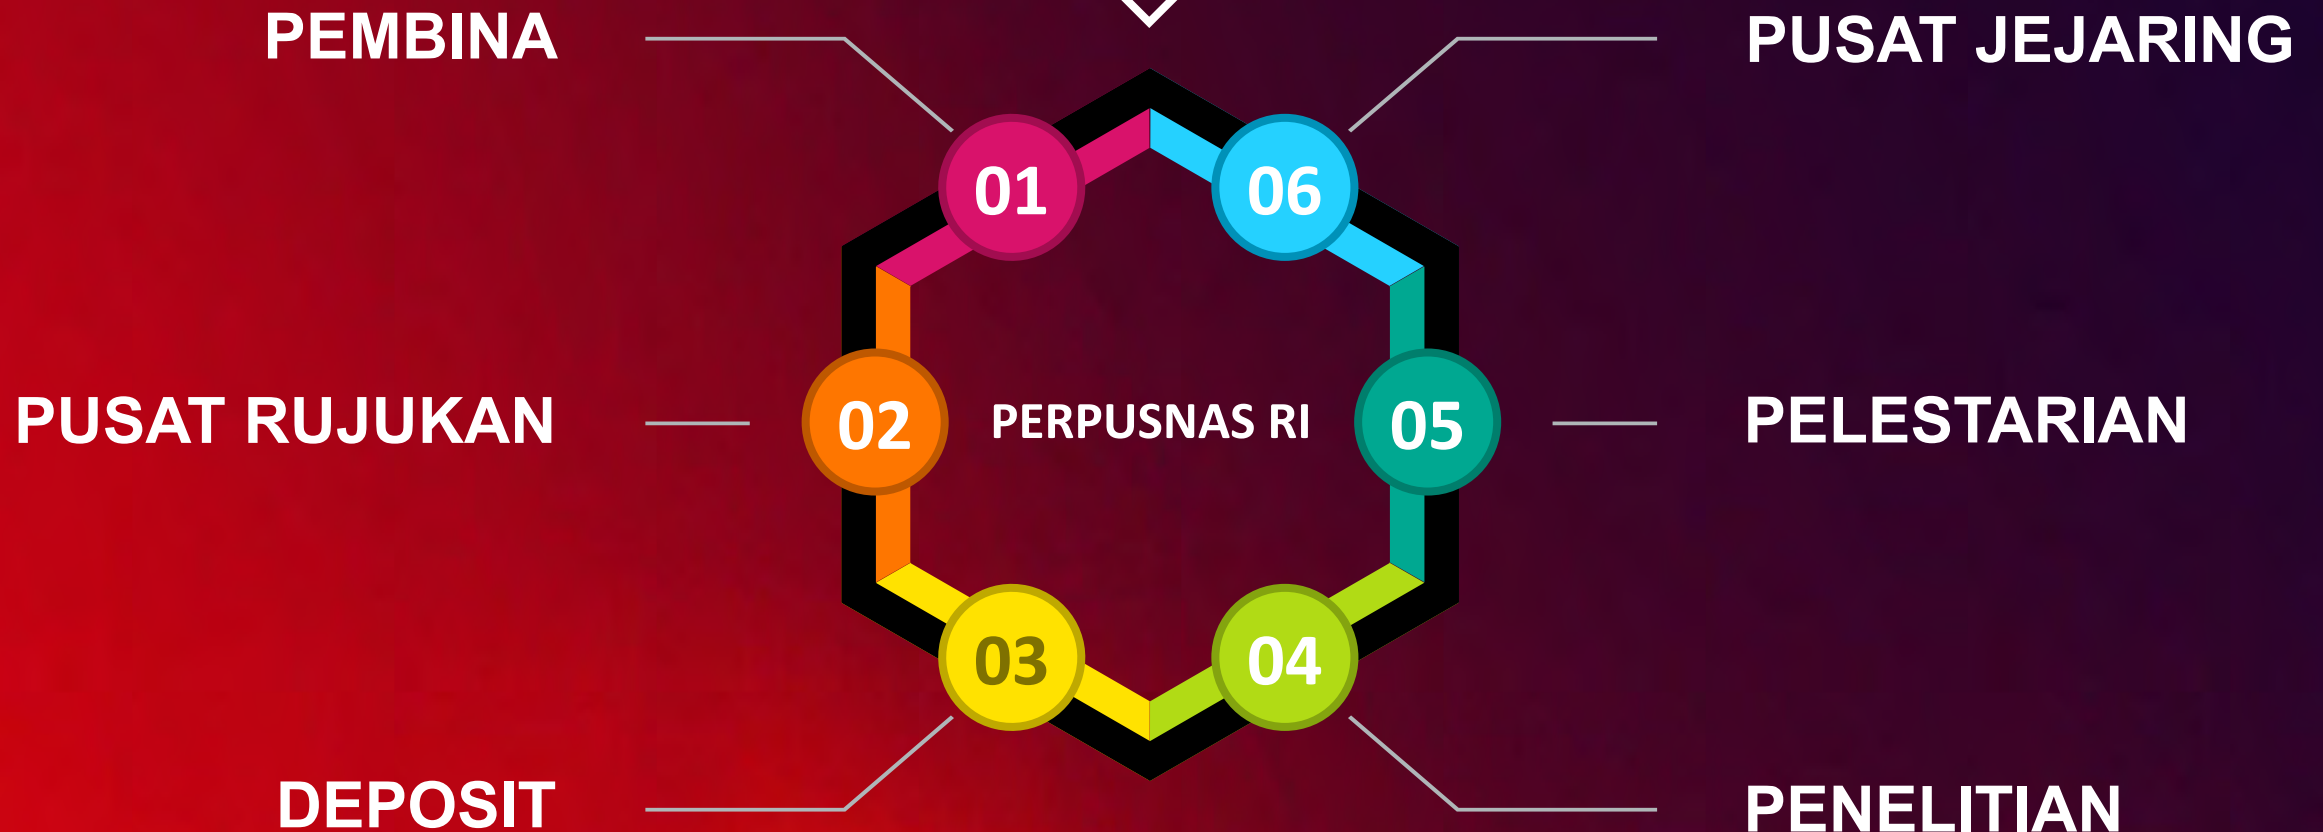 PEMBINA
PUSAT JEJARING
01
06
PUSAT RUJUKAN
02
PERPUSNAS RI
05
PELESTARIAN
03
04
DEPOSIT
PENELITIAN